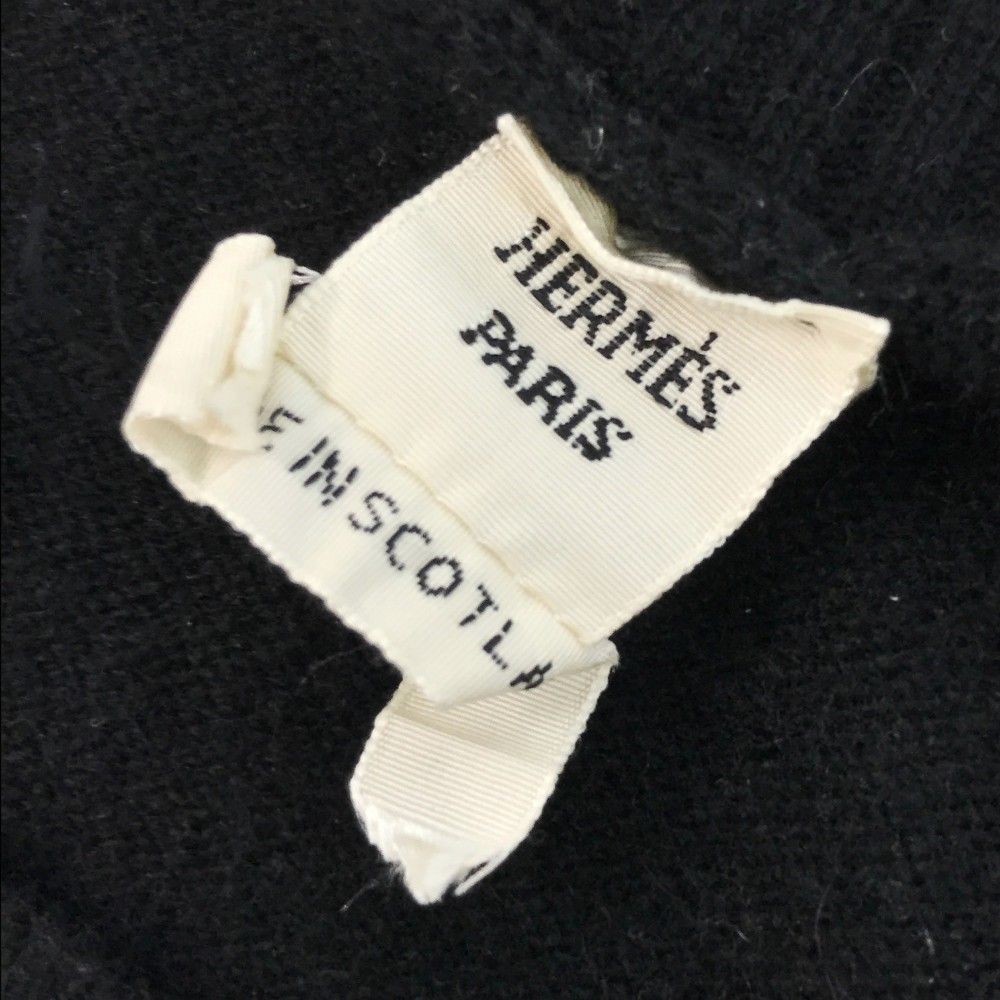 HERMÈS
PARIS
E IN SCOTLA